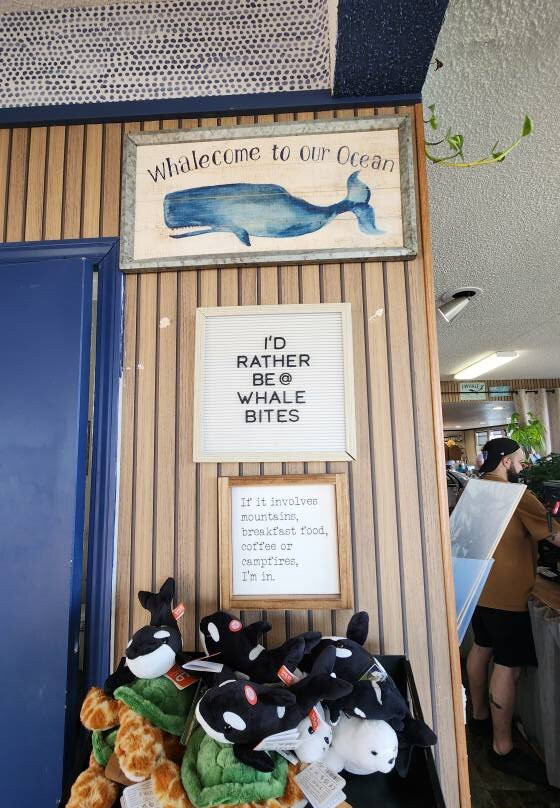 Whalecome to our Ocean
I'D
RATHER
BE @
WHALE
BITES
If it involves
mountains,
breakfast food,
coffee or
campfires,
I'm in.